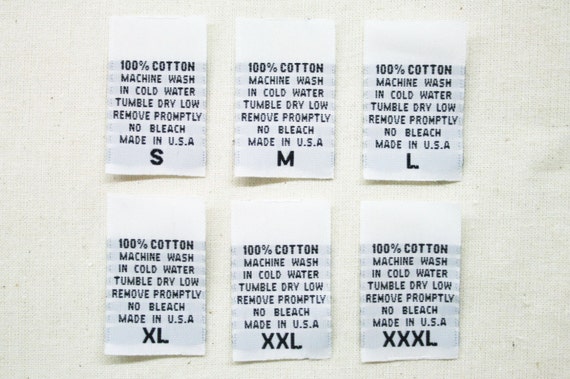 100% COTTON
MACHINE WASH
IN COLD WATER
TUMBLE DRY LOW
REMOVE PROMPTLY
NO BLEACH
MADE IN U.S.A
S
100% COTTON
MACHINE WASH
IN COLD WATER
TUMBLE DRY LOW
REMOVE PROMPTLY
NO BLEACH
MADE IN U.S.A
M
100% COTTON
MACHINE WASH
IN COLD WATER
TUMBLE DRY LOW
REMOVE PROMPTLY
NO BLEACH
MADE IN U.S.A
L
100% COTTON
MACHINE WASH
IN COLD WATER
TUMBLE DRY LOW
REMOVE PROMPTLY
NO BLEACH
MADE IN U.S.A
XL
100% COTTON
MACHINE WASH
IN COLD WATER
TUMBLE DRY LOW
REMOVE PROMPTLY
NO BLEACH
MADE IN U.S.A
XXL
100% COTTON
MACHINE WASH
IN COLD WATER
TUMBLE DRY LOW
REMOVE PROMPTLY
NO BLEACH
MADE IN U.S.A
XXXL